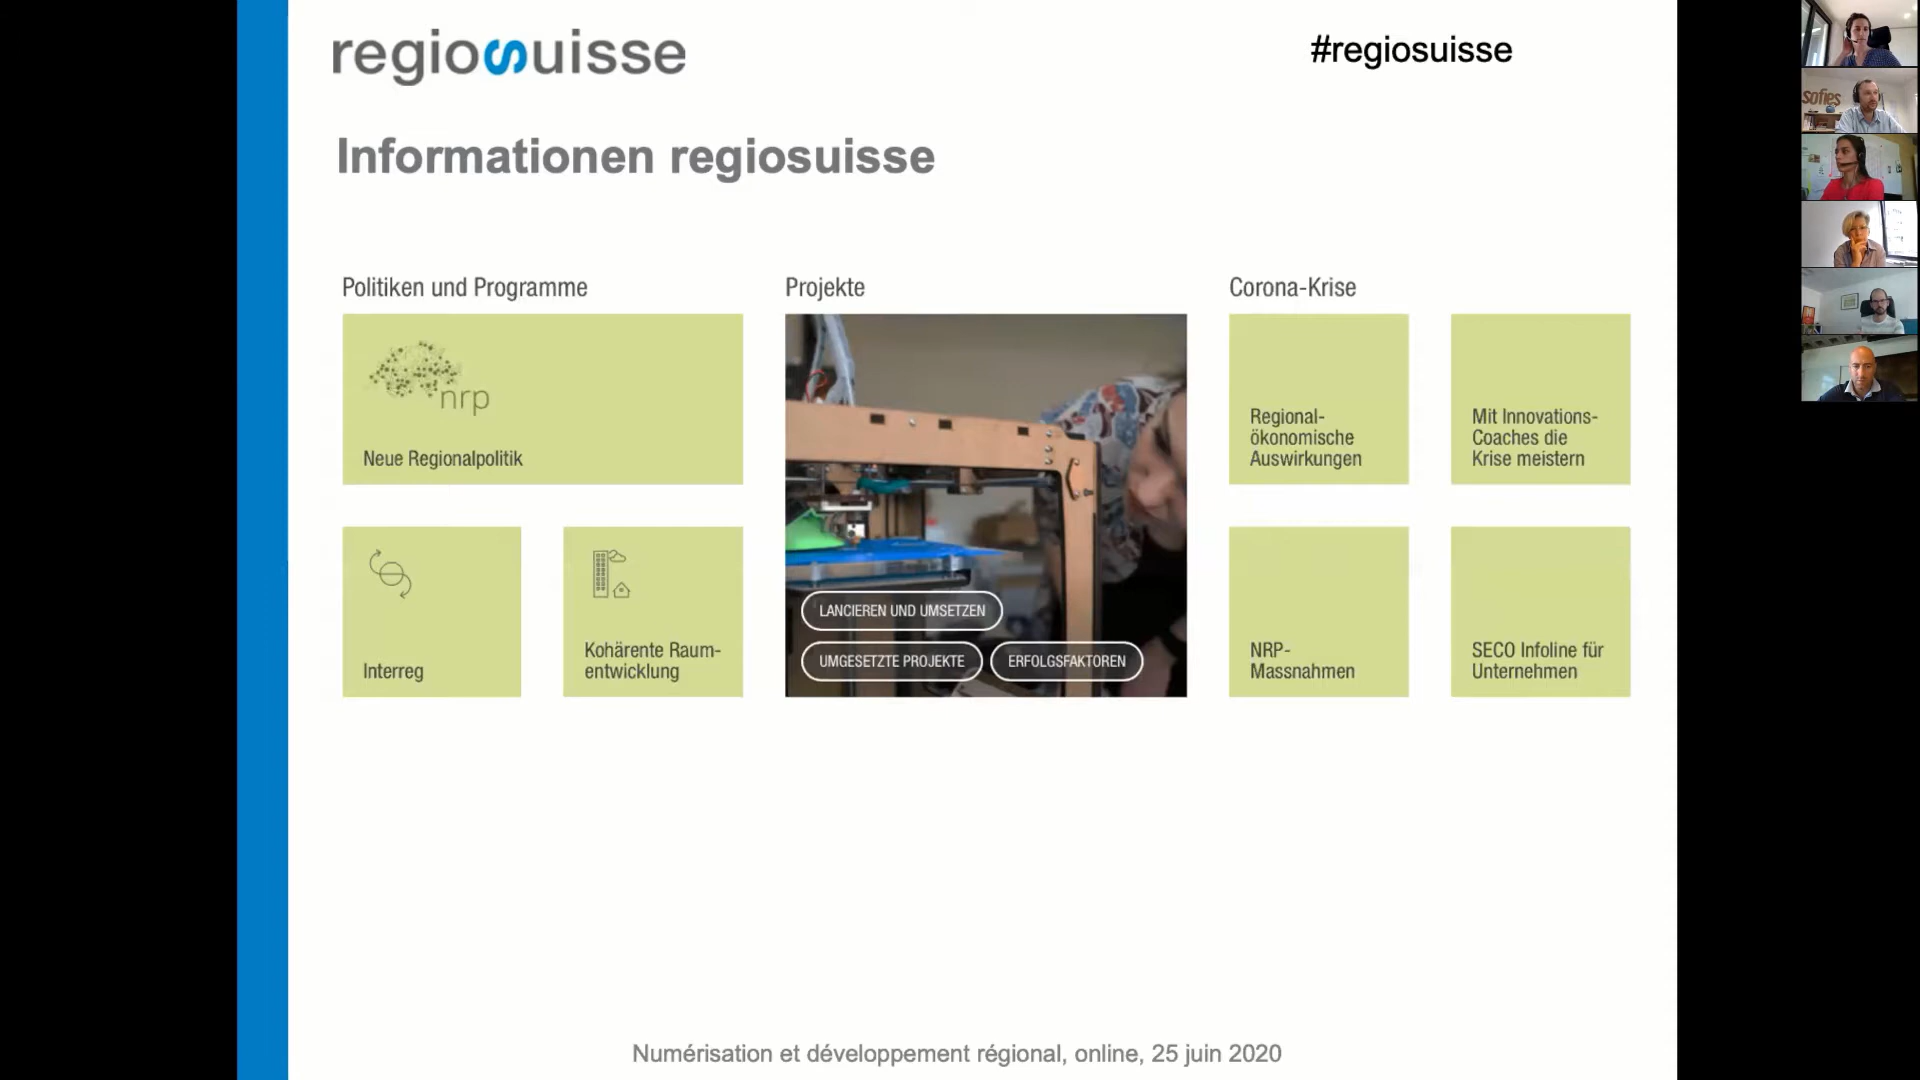 regiosuisse
#regiosuisse
Informationen regiosuisse
Politiken und Programme
nrp
Neue Regionalpolitik
Interreg
Kohärente Raum-
entwicklung
Projekte
LANCIEREN UND UMSETZEN
UMGESETZTE PROJEKTE
ERFOLGSFAKTOREN
Corona-Krise
Regional-
ökonomische
Auswirkungen
Mit Innovations-
Coaches die
Krise meistern
NRP-
Massnahmen
SECO Infoline für
Unternehmen
Numérisation et développement régional, online, 25 juin 2020
sofies